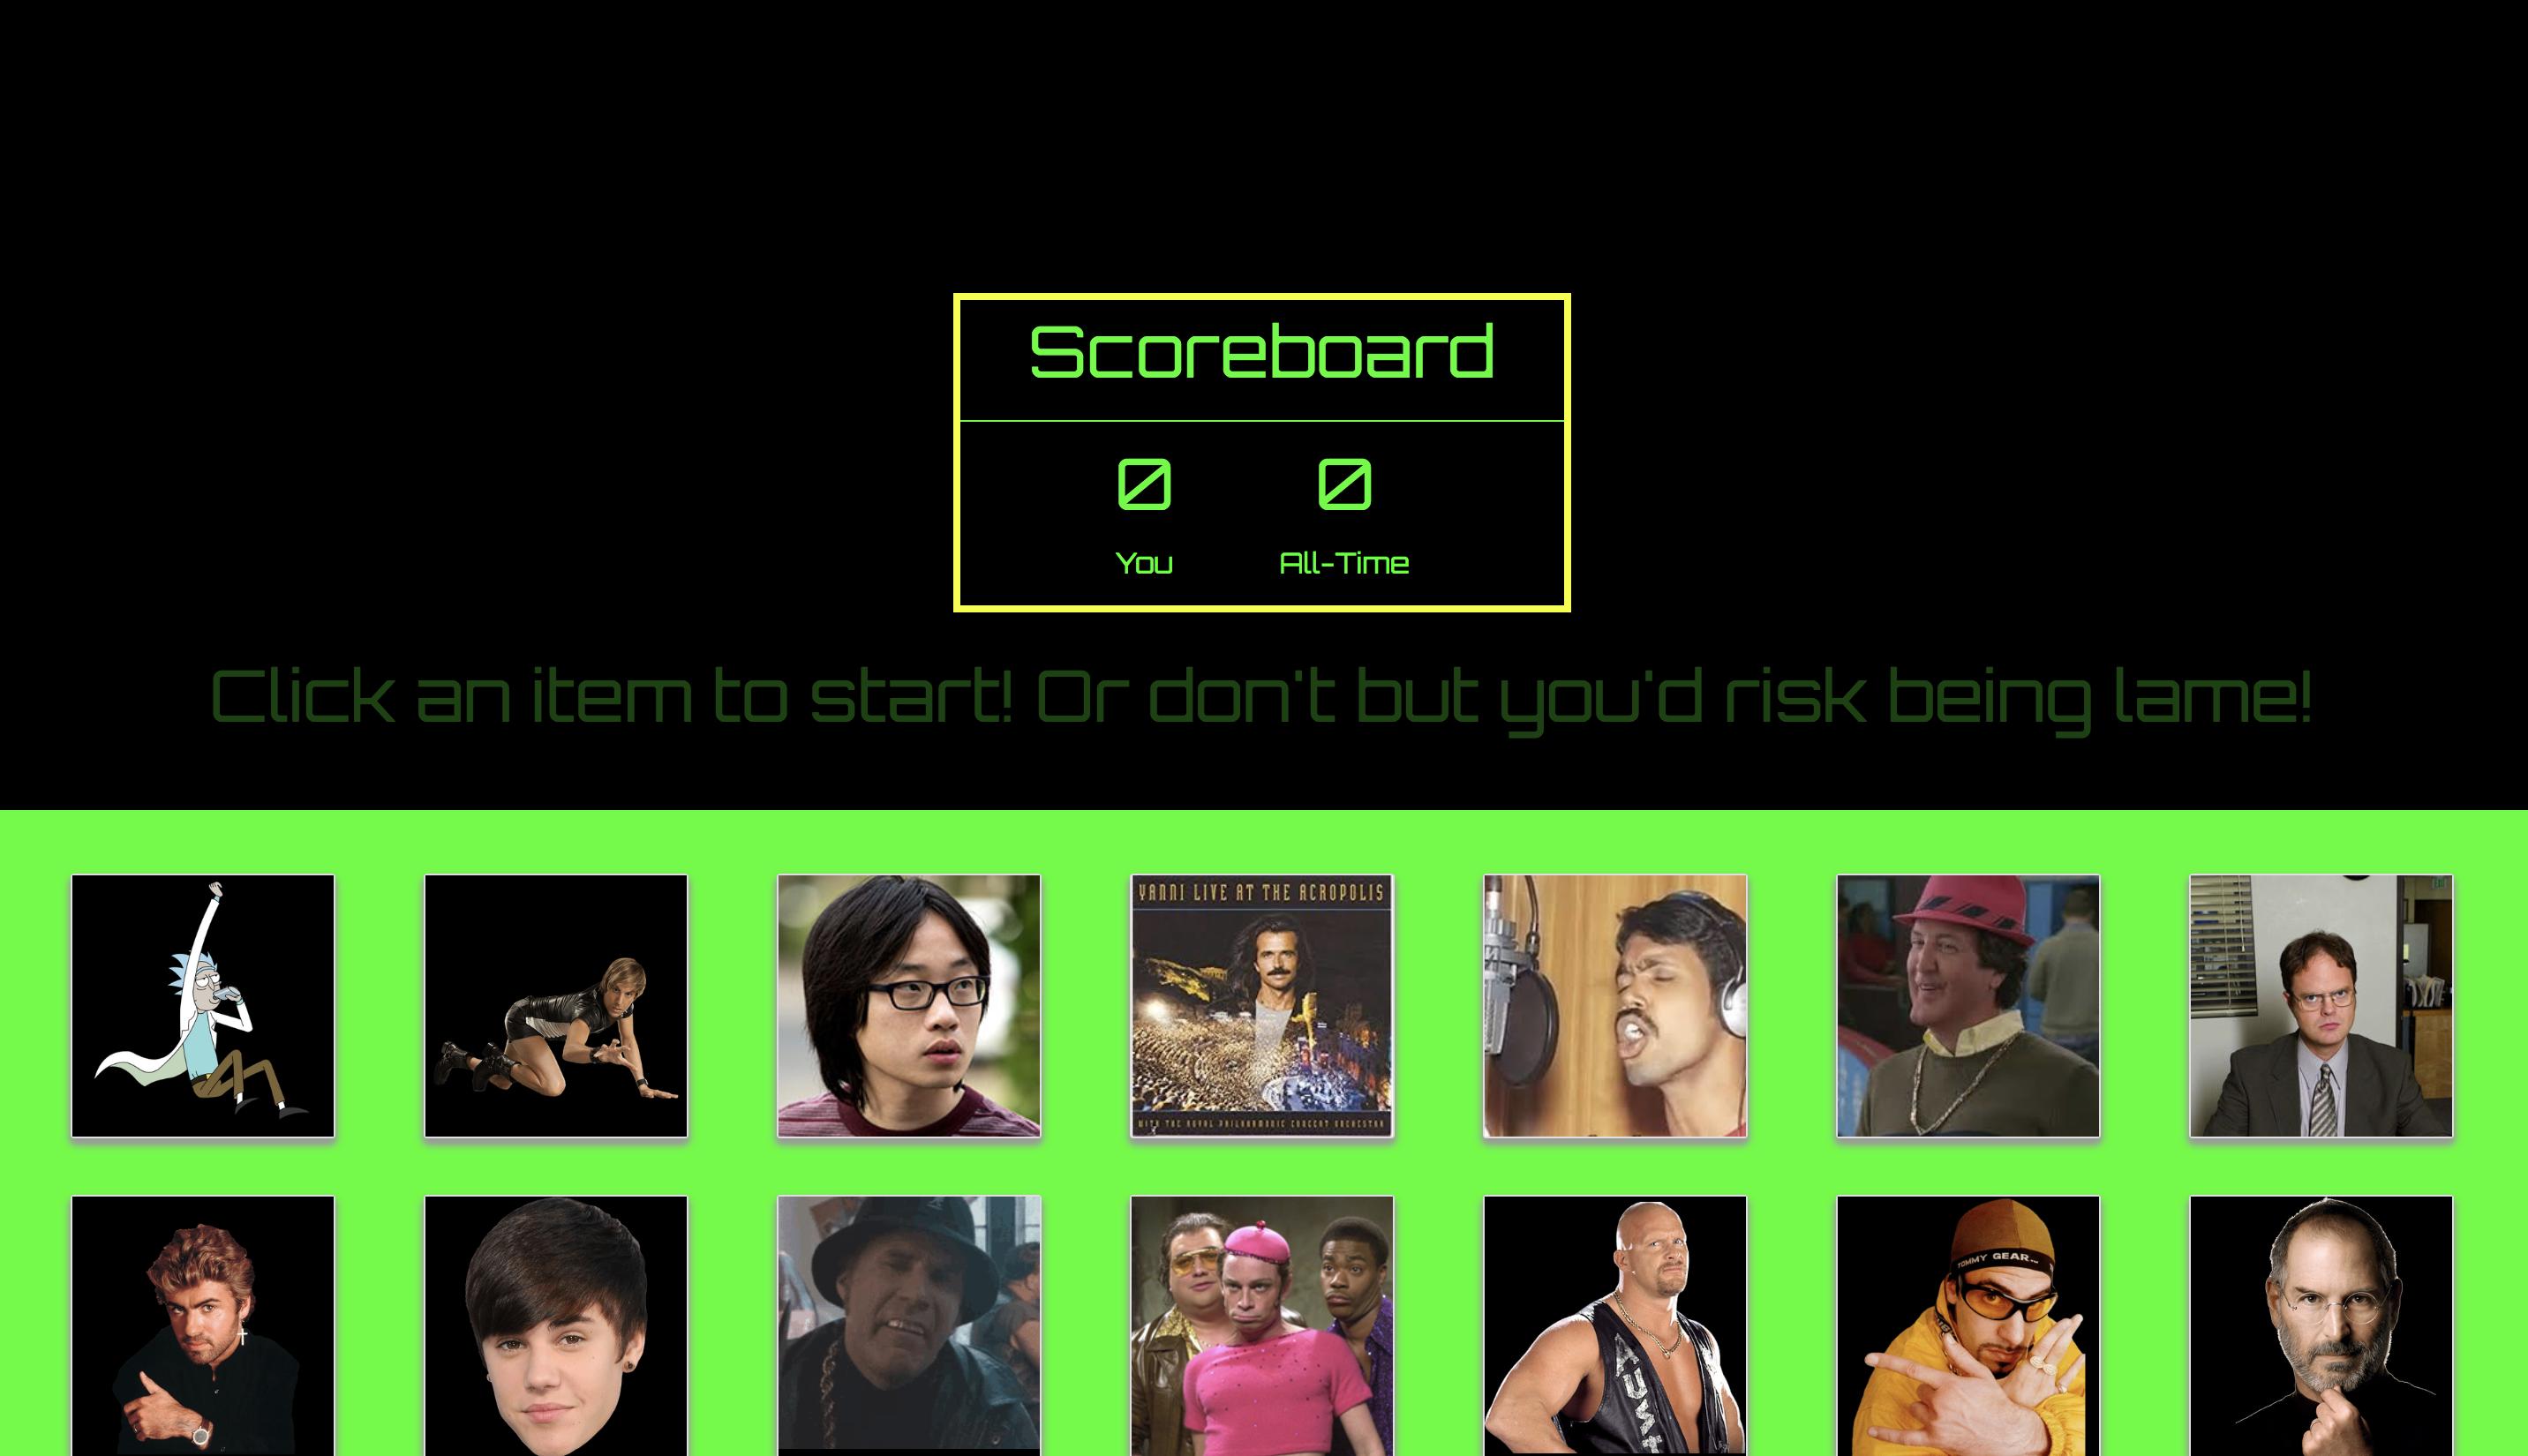 Scoreboard
0 0
You All-Time
Click an item to start! Or don't but you'd risk being lame!
YANNI LIVE AT THE ACROPOLIS
WITH THE ROYAL PHILHARMONIC CONCERT ORCHESTRA
TOMMY GEAR